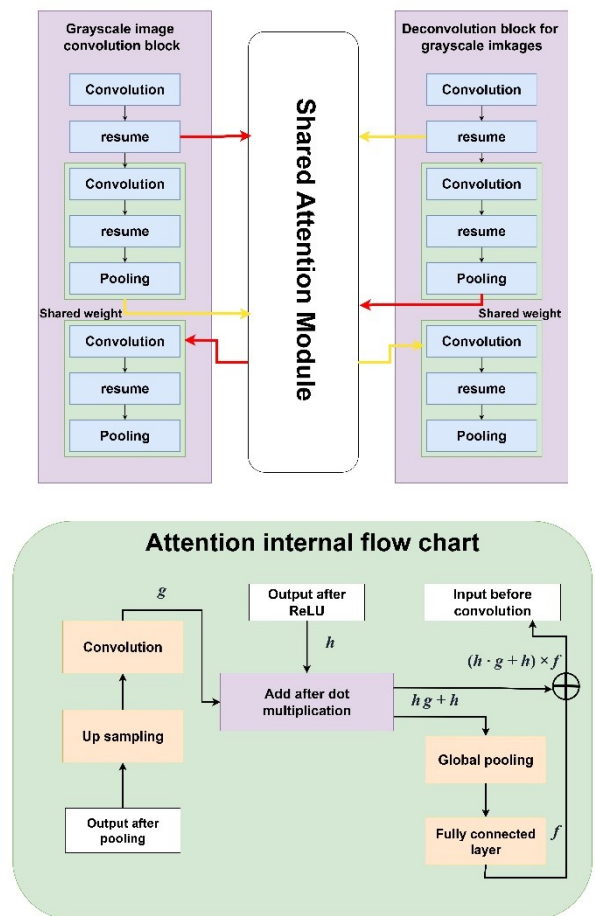 Grayscale image
convolution block
Convolution
resume
Convolution
resume
Pooling
Shared weight
Convolution
resume
Pooling
Shared Attention Module
Deconvolution block for
grayscale imkages
Convolution
resume
Convolution
resume
Pooling
Shared weight
Convolution
resume
Pooling
Attention internal flow chart
g
Convolution
Up sampling
Output after
pooling
Output after
ReLU
h
Add after dot
multiplication
Input before
convolution
(h · g + h) × f
h g + h
Global pooling
Fully connected
layer
f